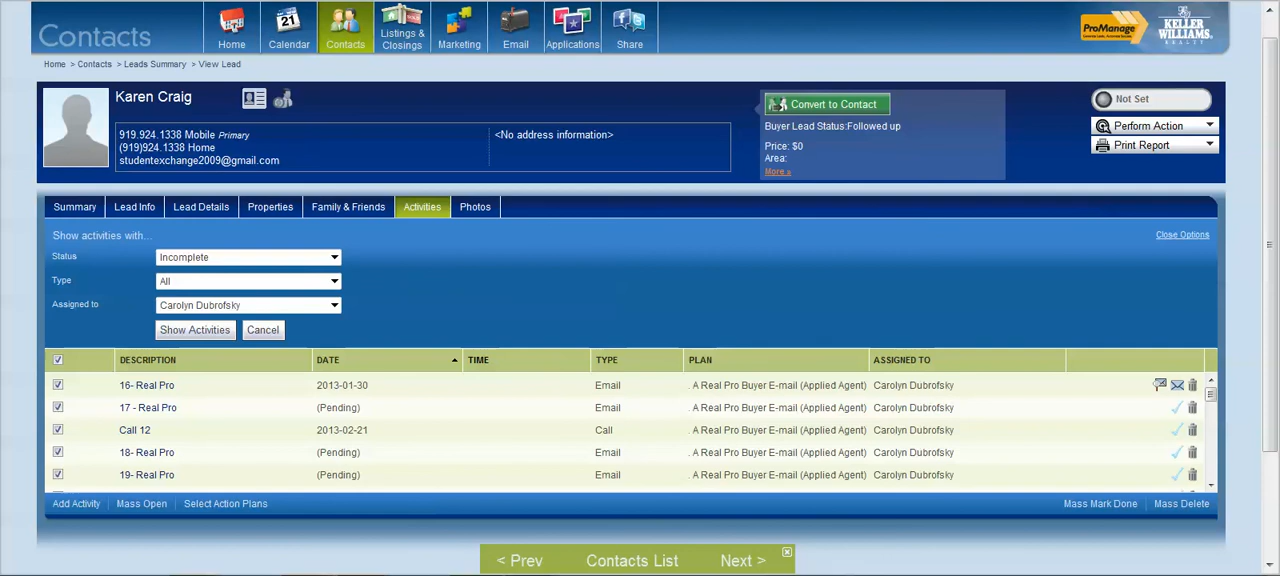 Contacts
Home
Calendar
21
Contacts
Listings &
Closings
Marketing
Email
Applications
Share
ProManage
KELLER
WILLIAMS
REALTY
Home > Contacts > Leads Summary > View Lead
Karen Craig
919.924.1338 Mobile Primary
(919)924.1338 Home
studentexchange2009@gmail.com
<No address information>
Convert to Contact
Buyer Lead Status:Followed up
Price: $0
Area:
More »
Not Set
Perform Action
Print Report
Summary Lead Info Lead Details Properties Family & Friends Activities Photos
Show activities with...
Close Options
Status Incomplete
Type All
Assigned to Carolyn Dubrofsky
Show Activities Cancel
DESCRIPTION DATE TIME TYPE PLAN ASSIGNED TO
16- Real Pro 2013-01-30 Email . A Real Pro Buyer E-mail (Applied Agent) Carolyn Dubrofsky
17 - Real Pro (Pending) Email . A Real Pro Buyer E-mail (Applied Agent) Carolyn Dubrofsky
Call 12 2013-02-21 Call . A Real Pro Buyer E-mail (Applied Agent) Carolyn Dubrofsky
18- Real Pro (Pending) Email . A Real Pro Buyer E-mail (Applied Agent) Carolyn Dubrofsky
19- Real Pro (Pending) Email . A Real Pro Buyer E-mail (Applied Agent) Carolyn Dubrofsky
Add Activity | Mass Open | Select Action Plans
Mass Mark Done | Mass Delete
< Prev Contacts List Next >